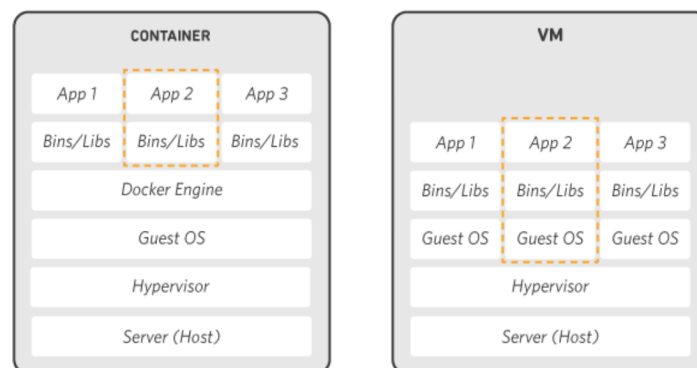 CONTAINER
App 1 App 2 App 3
Bins/Libs Bins/Libs Bins/Libs
Docker Engine
Guest OS
Hypervisor
Server (Host)
VM
App 1 App 2 App 3
Bins/Libs Bins/Libs Bins/Libs
Guest OS Guest OS Guest OS
Hypervisor
Server (Host)